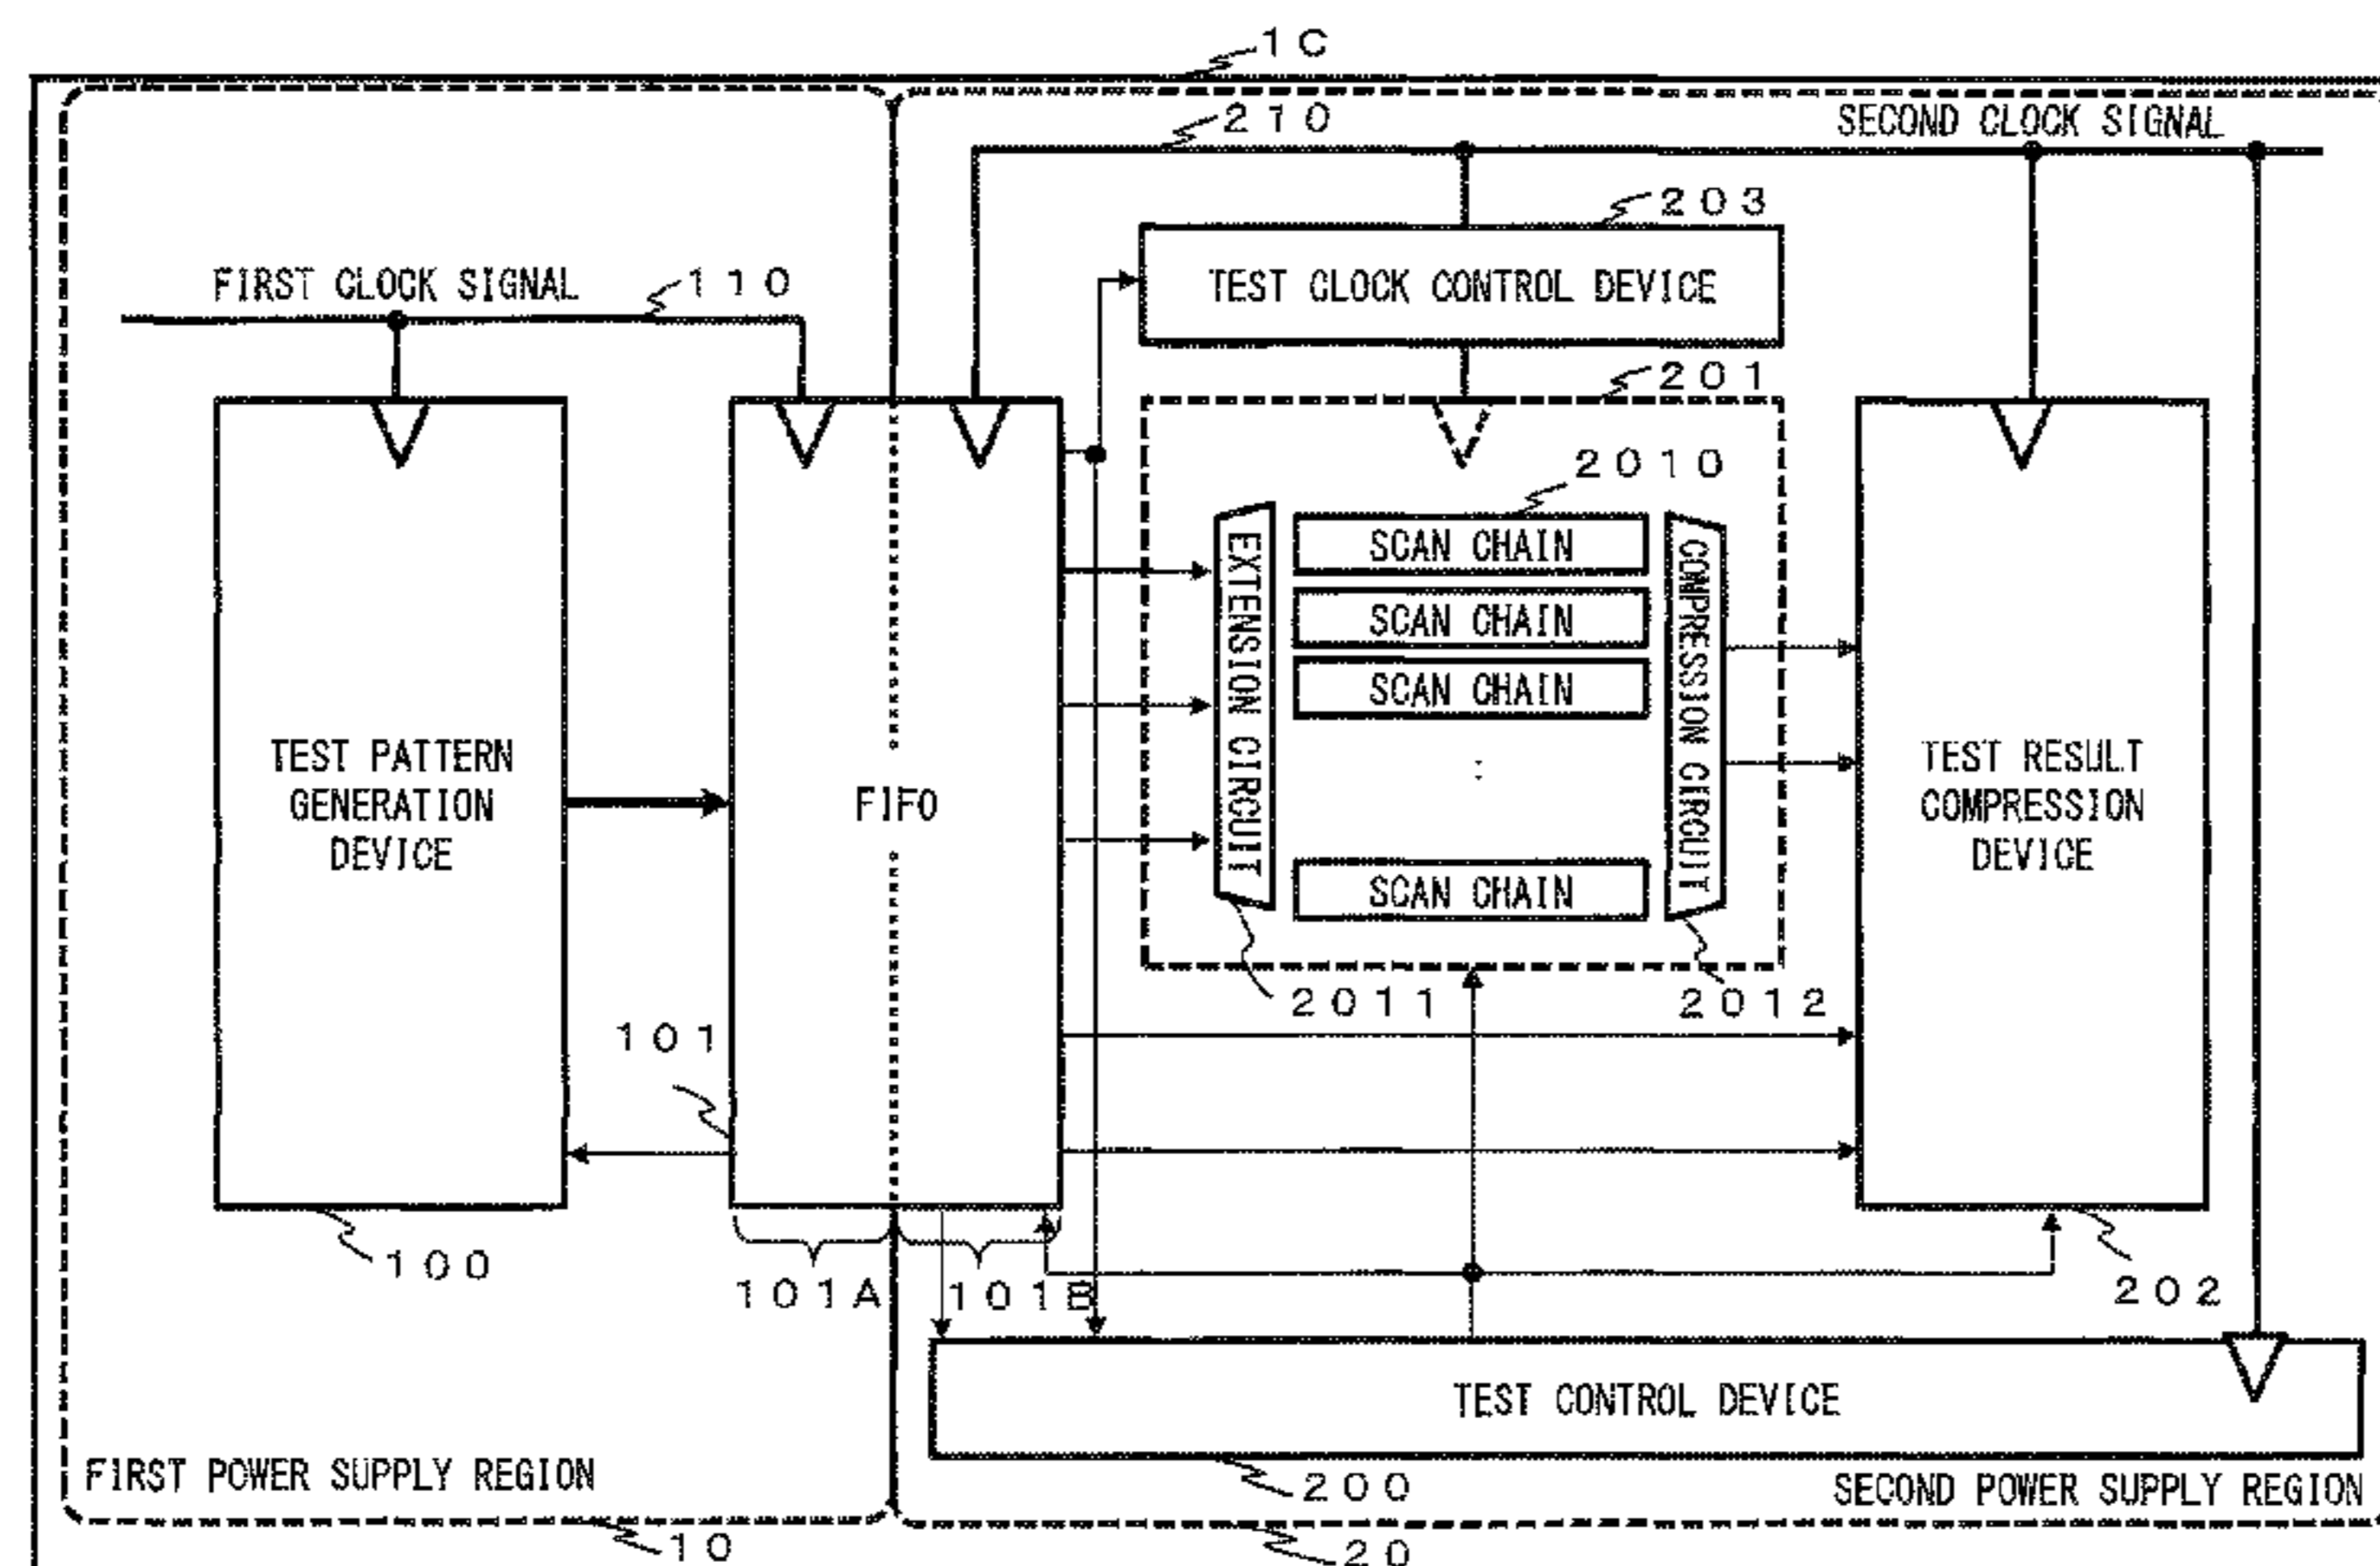 1C
210
SECOND CLOCK SIGNAL
203
FIRST CLOCK SIGNAL
110
TEST CLOCK CONTROL DEVICE
201
2010
SCAN CHAIN
SCAN CHAIN
SCAN CHAIN
:
SCAN CHAIN
EXTENSION CIRCUIT
COMPRESSION CIRCUIT
TEST PATTERN
GENERATION
DEVICE
FIFO
TEST RESULT
COMPRESSION
DEVICE
2011
2012
101
100
101A
101B
202
TEST CONTROL DEVICE
FIRST POWER SUPPLY REGION
200
SECOND POWER SUPPLY REGION
10
20